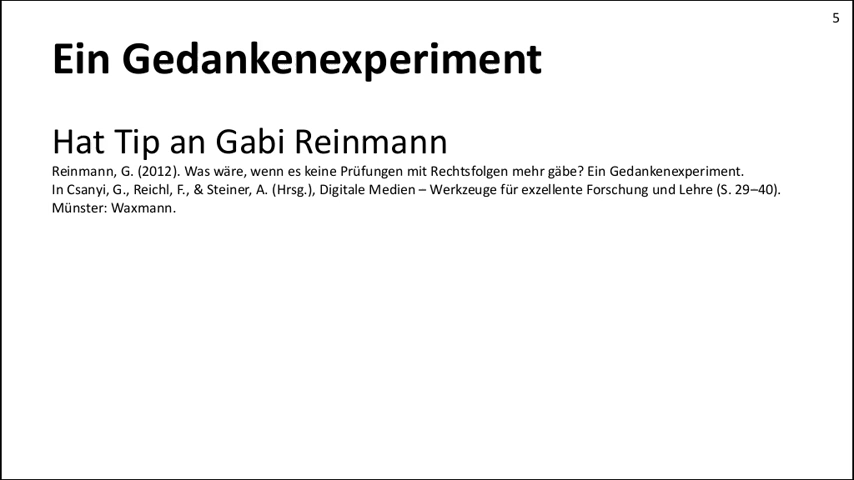 5
Ein Gedankenexperiment
Hat Tip an Gabi Reinmann
Reinmann, G. (2012). Was wäre, wenn es keine Prüfungen mit Rechtsfolgen mehr gäbe? Ein Gedankenexperiment.
In Csanyi, G., Reichl, F., & Steiner, A. (Hrsg.), Digitale Medien – Werkzeuge für exzellente Forschung und Lehre (S. 29–40).
Münster: Waxmann.